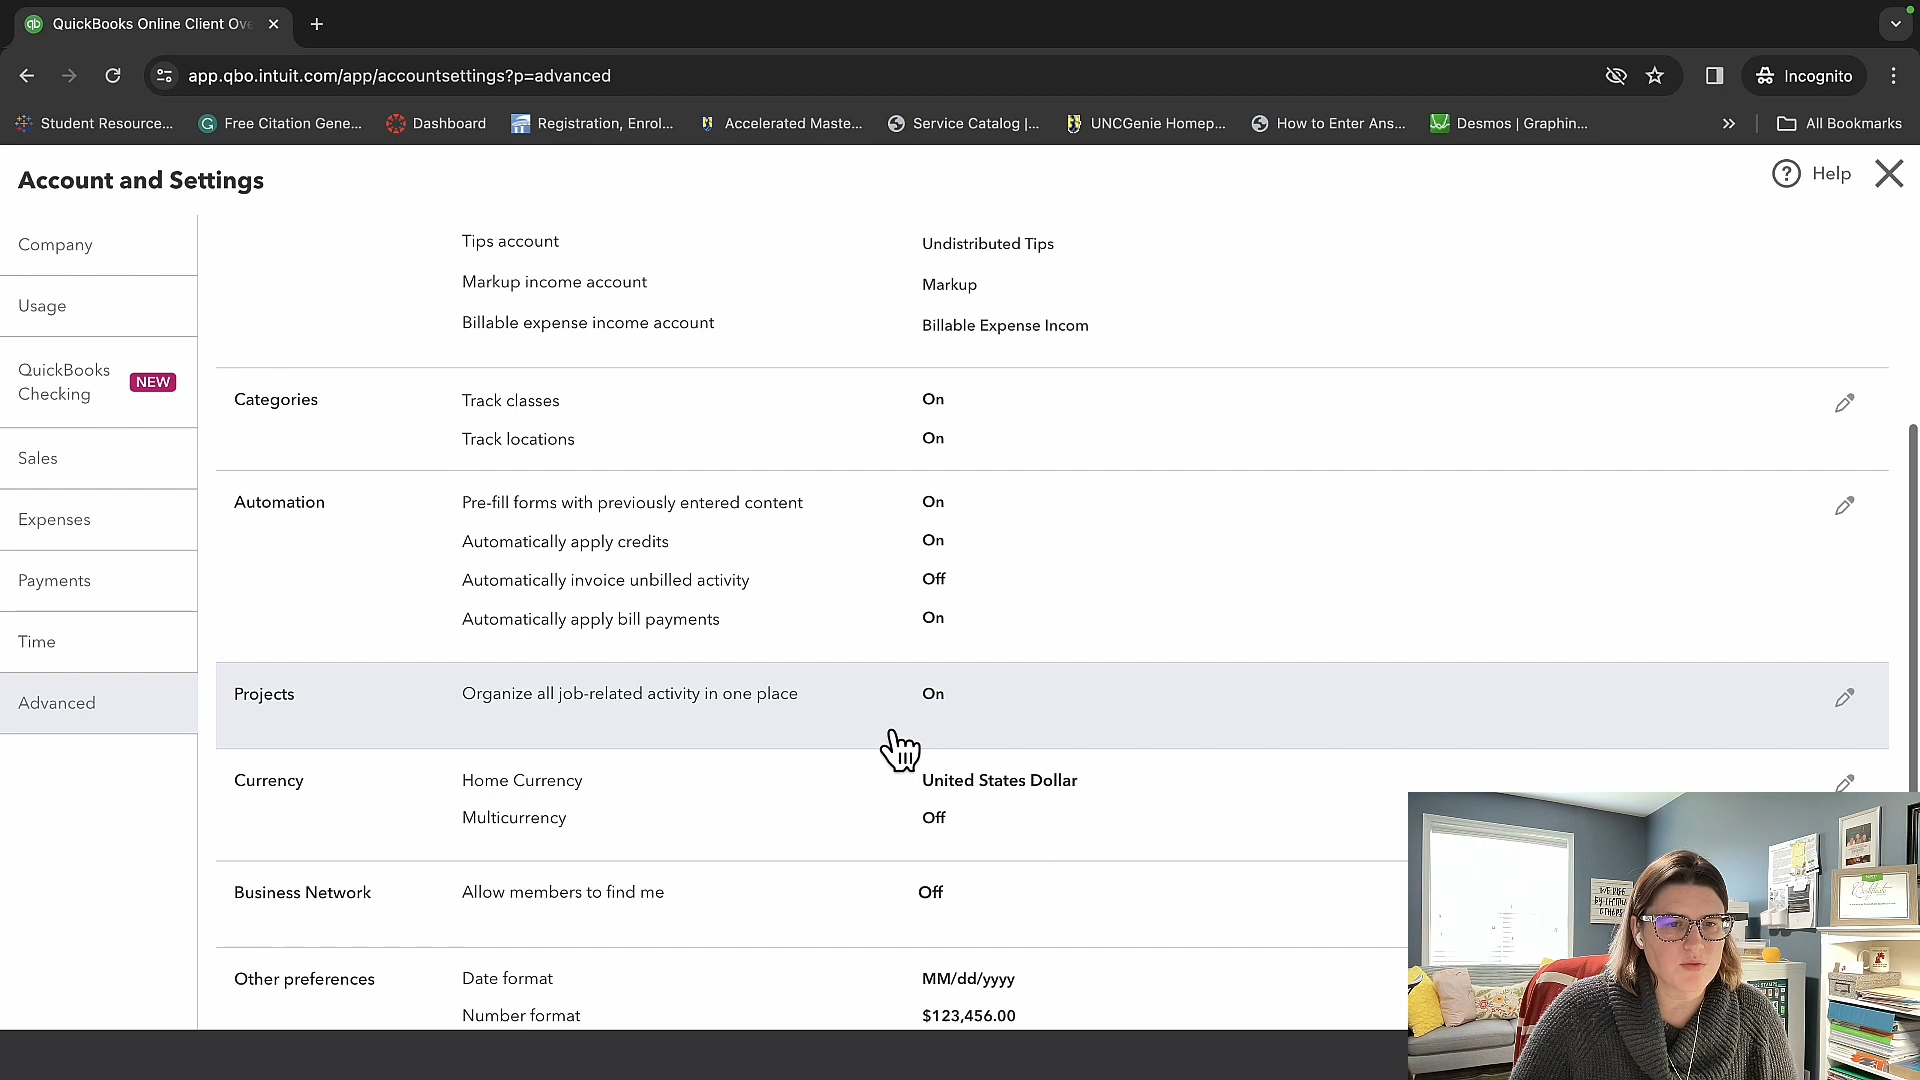 QuickBooks Online Client Ove
app.qbo.intuit.com/app/accountsettings?p=advanced
Incognito
Student Resource...
Free Citation Gene...
Dashboard
Registration, Enrol...
Accelerated Maste...
Service Catalog |...
UNCGenie Homep...
How to Enter Ans...
Desmos | Graphin...
All Bookmarks
Account and Settings
Help
Company
Usage
QuickBooks
Checking
NEW
Sales
Expenses
Payments
Time
Advanced
Tips account
Undistributed Tips
Markup income account
Markup
Billable expense income account
Billable Expense Incom
Categories
Track classes
On
Track locations
On
Automation
Pre-fill forms with previously entered content
On
Automatically apply credits
On
Automatically invoice unbilled activity
Off
Automatically apply bill payments
On
Projects
Organize all job-related activity in one place
On
Currency
Home Currency
United States Dollar
Multicurrency
Off
Business Network
Allow members to find me
Off
Other preferences
Date format
MM/dd/yyyy
Number format
$123,456.00
WE RISE
BY LIFTING
OTHERS
Certificate